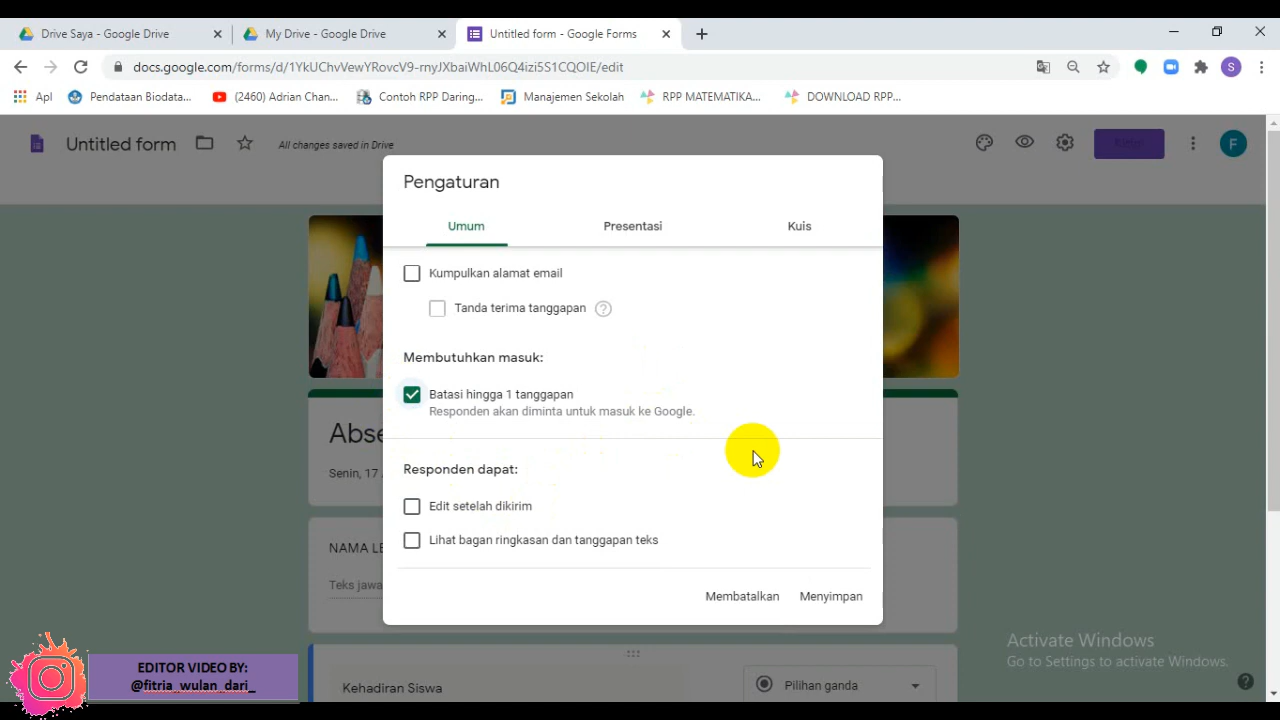 Drive Saya - Google Drive
My Drive - Google Drive
Untitled form - Google Forms
docs.google.com/forms/d/1YkUChvVewYRovcV9-rnyJXbaiWhL06Q4izi5S1CQOIE/edit
S
Apl
Pendataan Biodata...
(2460) Adrian Chan...
Contoh RPP Daring...
Manajemen Sekolah
RPP MATEMATIKA...
DOWNLOAD RPP...
Untitled form
All changes saved in Drive
F
Pengaturan
Umum
Presentasi
Kuis
Kumpulkan alamat email
Tanda terima tanggapan
?
Membutuhkan masuk:
Batasi hingga 1 tanggapan
Responden akan diminta untuk masuk ke Google.
Abse
Senin, 17
Responden dapat:
Edit setelah dikirim
Lihat bagian ringkasan dan tanggapan teks
NAMA LE
Teks jawa
Membatalkan
Menyimpan
Activate Windows
Go to Settings to activate Windows.
EDITOR VIDEO BY:
@fitria_wulan_dari_
Kehadiran Siswa
Pilihan ganda
?